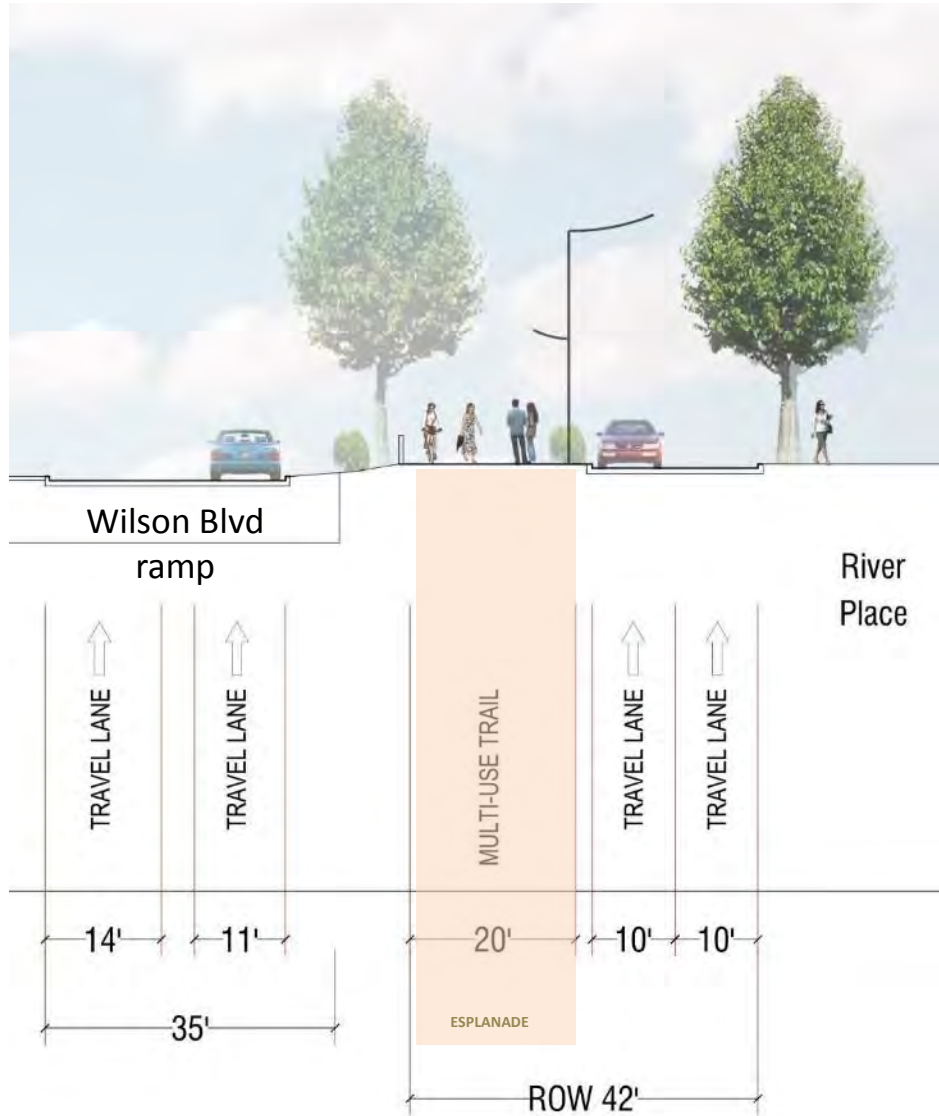 Wilson Blvd
ramp
River
Place
TRAVEL LANE
TRAVEL LANE
MULTI-USE TRAIL
TRAVEL LANE
TRAVEL LANE
14'
11'
20'
10'
10'
35'
ESPLANADE
ROW 42'